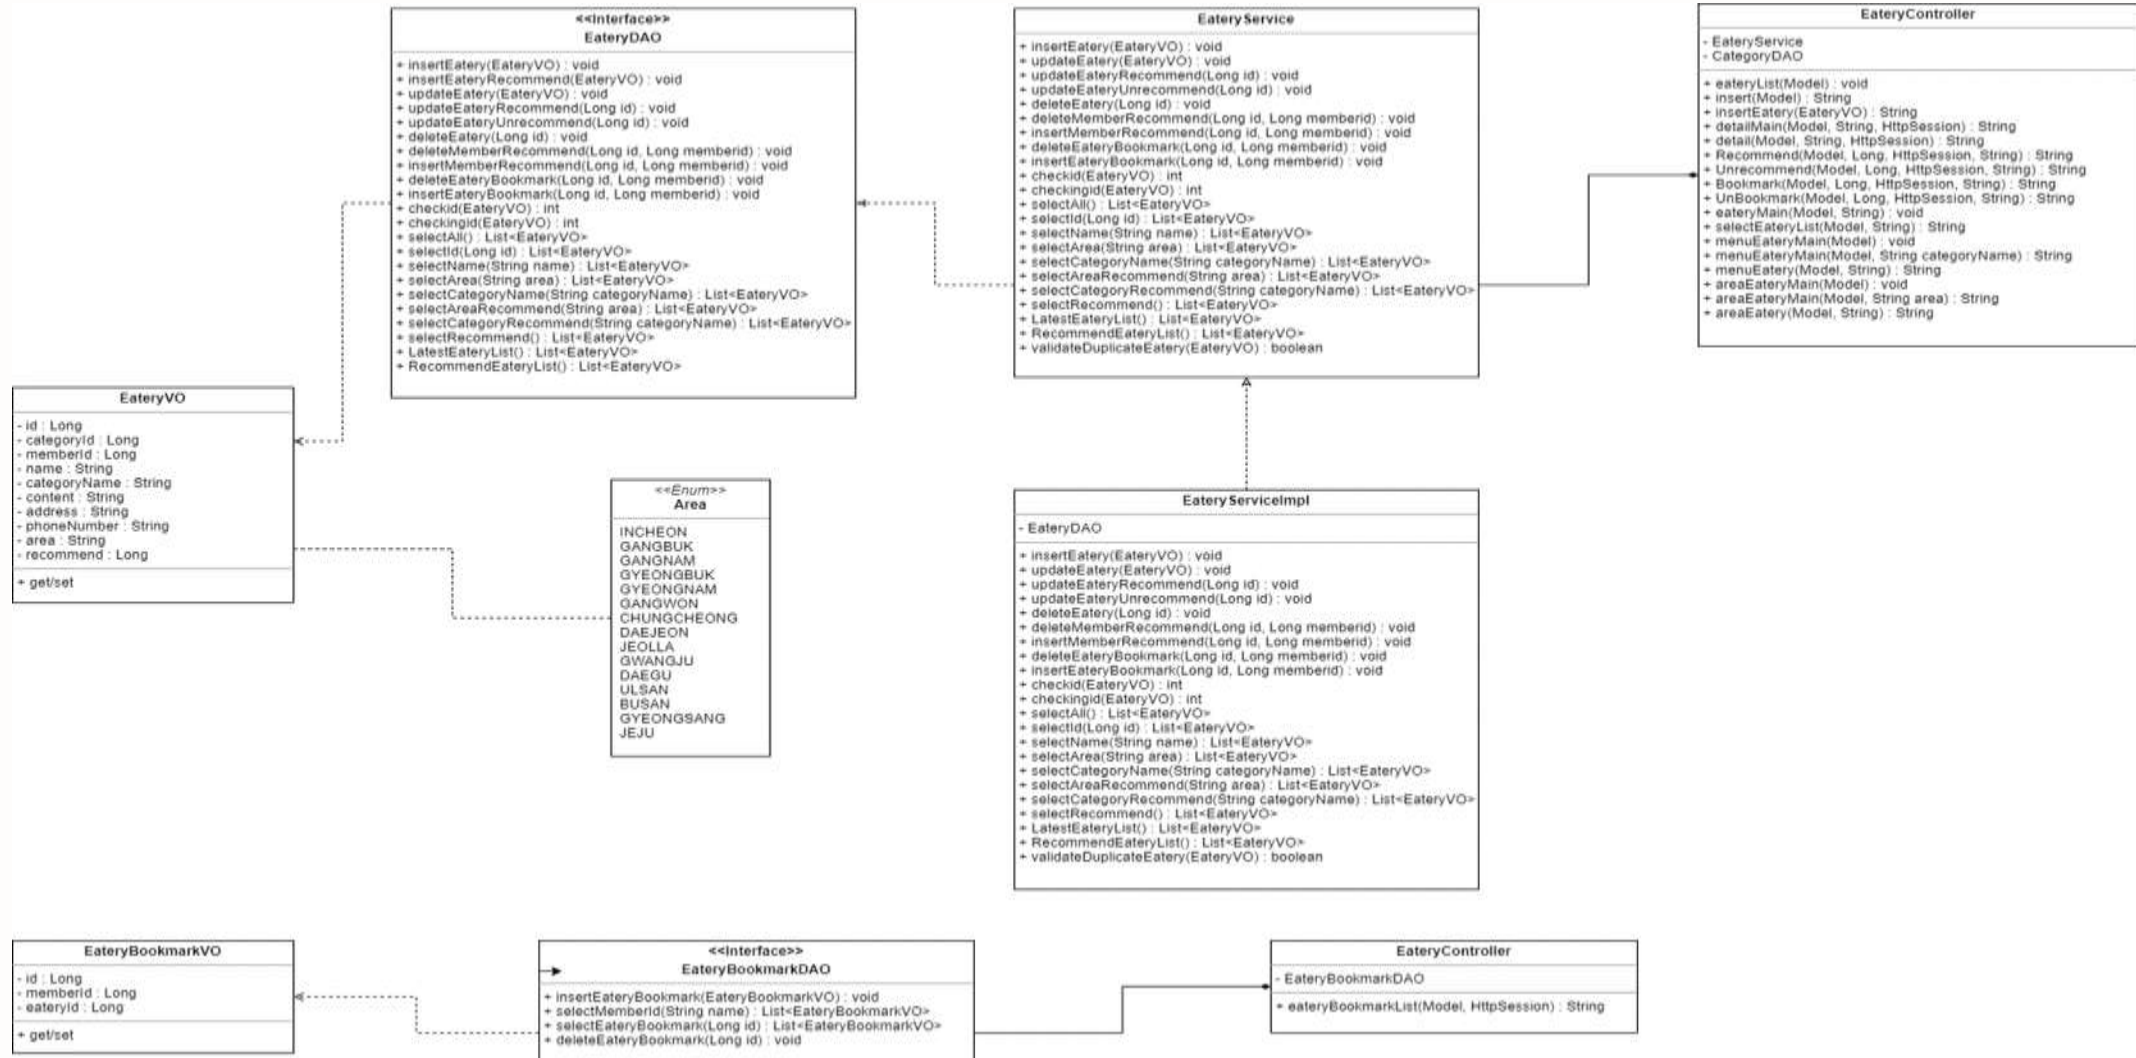 <<Interface>>
EateryDAO
+ insertEatery(EateryVO) : void
+ insertEateryRecommend(EateryVO) : void
+ updateEatery(EateryVO) : void
+ updateEateryRecommend(Long id) : void
+ updateEateryUnrecommend(Long id) : void
+ deleteEatery(Long id) : void
+ deleteMemberRecommend(Long id, Long memberid) : void
+ insertMemberRecommend(Long id, Long memberid) : void
+ deleteEateryBookmark(Long id, Long memberid) : void
+ insertEateryBookmark(Long id, Long memberid) : void
+ checkid(EateryVO) : int
+ checkingid(EateryVO) : int
+ selectAll() : List<EateryVO>
+ selectId(Long id) : List<EateryVO>
+ selectName(String name) : List<EateryVO>
+ selectArea(String area) : List<EateryVO>
+ selectCategoryName(String categoryName) : List<EateryVO>
+ selectAreaRecommend(String area) : List<EateryVO>
+ selectCategoryRecommend(String categoryName) : List<EateryVO>
+ selectRecommend() : List<EateryVO>
+ LatestEateryList() : List<EateryVO>
+ RecommendEateryList() : List<EateryVO>
EateryService
+ insertEatery(EateryVO) : void
+ updateEatery(EateryVO) : void
+ updateEateryRecommend(Long id) : void
+ updateEateryUnrecommend(Long id) : void
+ deleteEatery(Long id) : void
+ deleteMemberRecommend(Long id, Long memberid) : void
+ insertMemberRecommend(Long id, Long memberid) : void
+ deleteEateryBookmark(Long id, Long memberid) : void
+ insertEateryBookmark(Long id, Long memberid) : void
+ checkid(EateryVO) : int
+ checkingid(EateryVO) : int
+ selectAll() : List<EateryVO>
+ selectId(Long id) : List<EateryVO>
+ selectName(String name) : List<EateryVO>
+ selectArea(String area) : List<EateryVO>
+ selectCategoryName(String categoryName) : List<EateryVO>
+ selectAreaRecommend(String area) : List<EateryVO>
+ selectCategoryRecommend(String categoryName) : List<EateryVO>
+ selectRecommend() : List<EateryVO>
+ LatestEateryList() : List<EateryVO>
+ RecommendEateryList() : List<EateryVO>
+ validateDuplicateEatery(EateryVO) : boolean
EateryController
- EateryService
- CategoryDAO
+ eateryList(Model) : void
+ insert(Model) : String
+ insertEatery(EateryVO) : String
+ detailMain(Model, String, HttpSession) : String
+ detail(Model, String, HttpSession) : String
+ Recommend(Model, Long, HttpSession, String) : String
+ Unrecommend(Model, Long, HttpSession, String) : String
+ Bookmark(Model, Long, HttpSession, String) : String
+ UnBookmark(Model, Long, HttpSession, String) : String
+ eateryMain(Model, String) : void
+ selectEateryList(Model, String) : String
+ menuEateryMain(Model) : void
+ menuEateryMain(Model, String categoryName) : String
+ menuEatery(Model, String) : String
+ areaEateryMain(Model) : void
+ areaEateryMain(Model, String area) : String
+ areaEatery(Model, String) : String
EateryVO
- id : Long
- categoryId : Long
- memberId : Long
- name : String
- categoryName : String
- content : String
- address : String
- phoneNumber : String
- area : String
- recommend : Long
+ get/set
<<Enum>>
Area
INCHEON
GANGBUK
GANGNAM
GYEONGBUK
GYEONGNAM
GANGWON
CHUNGCHEONG
DAEJEON
JEOLLA
GWANGJU
DAEGU
ULSAN
BUSAN
GYEONGSANG
JEJU
EateryServiceImpl
- EateryDAO
+ insertEatery(EateryVO) : void
+ updateEatery(EateryVO) : void
+ updateEateryRecommend(Long id) : void
+ updateEateryUnrecommend(Long id) : void
+ deleteEatery(Long id) : void
+ deleteMemberRecommend(Long id, Long memberid) : void
+ insertMemberRecommend(Long id, Long memberid) : void
+ deleteEateryBookmark(Long id, Long memberid) : void
+ insertEateryBookmark(Long id, Long memberid) : void
+ checkid(EateryVO) : int
+ checkingid(EateryVO) : int
+ selectAll() : List<EateryVO>
+ selectId(Long id) : List<EateryVO>
+ selectName(String name) : List<EateryVO>
+ selectArea(String area) : List<EateryVO>
+ selectCategoryName(String categoryName) : List<EateryVO>
+ selectAreaRecommend(String area) : List<EateryVO>
+ selectCategoryRecommend(String categoryName) : List<EateryVO>
+ selectRecommend() : List<EateryVO>
+ LatestEateryList() : List<EateryVO>
+ RecommendEateryList() : List<EateryVO>
+ validateDuplicateEatery(EateryVO) : boolean
EateryBookmarkVO
- id : Long
- memberId : Long
- eateryId : Long
+ get/set
<<Interface>>
EateryBookmarkDAO
+ insertEateryBookmark(EateryBookmarkVO) : void
+ selectMemberId(String name) : List<EateryBookmarkVO>
+ selectEateryBookmark(Long id) : List<EateryBookmarkVO>
+ deleteEateryBookmark(Long id) : void
EateryController
- EateryBookmarkDAO
+ eateryBookmarkList(Model, HttpSession) : String